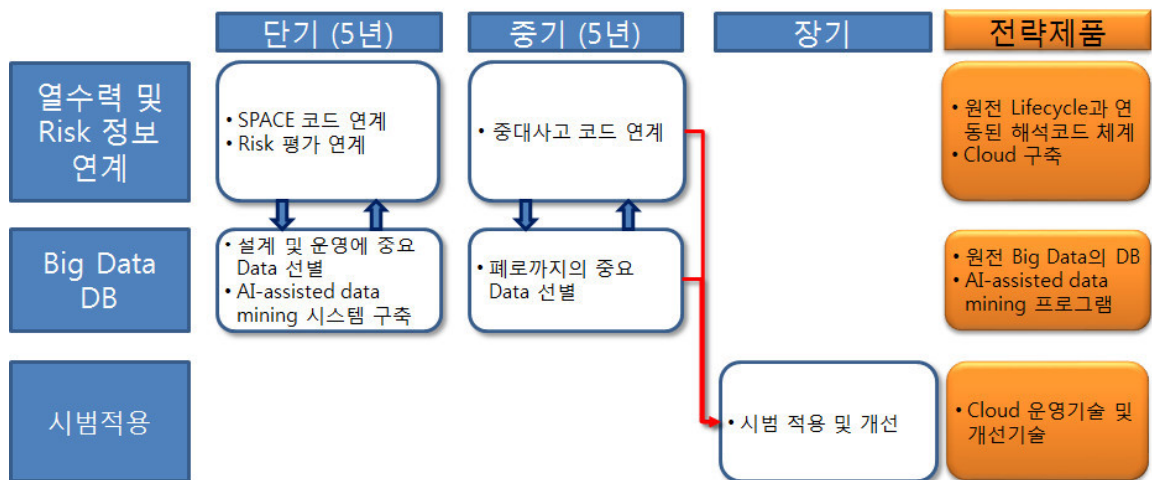 단기 (5년)
중기 (5년)
장기
전략제품
열수력 및
Risk 정보
연계
• SPACE 코드 연계
• Risk 평가 연계
• 중대사고 코드 연계
• 원전 Lifecycle과 연
동된 해석코드 체계
• Cloud 구축
Big Data
DB
• 설계 및 운영에 중요
Data 선별
• AI-assisted data
mining 시스템 구축
• 폐로까지의 중요
Data 선별
• 원전 Big Data의 DB
• AI-assisted data
mining 프로그램
시범적용
• 시범 적용 및 개선
• Cloud 운영기술 및
개선기술